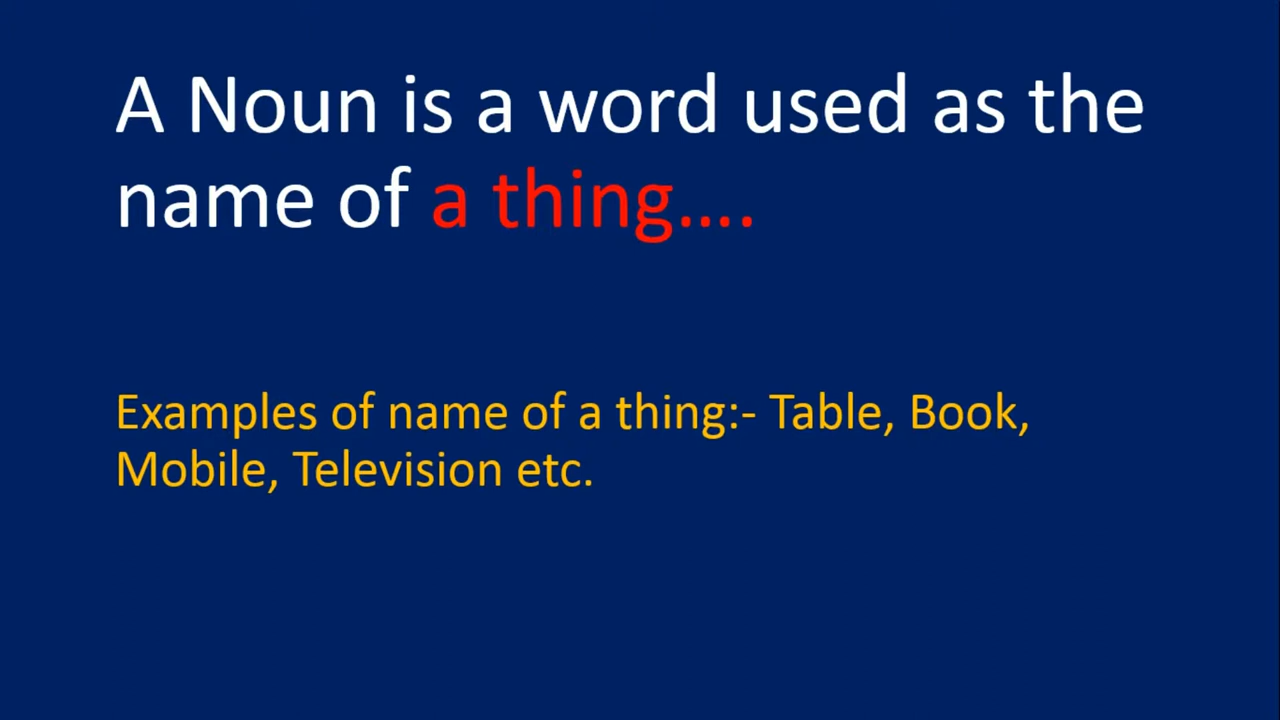 A Noun is a word used as the
name of a thing....
Examples of name of a thing:- Table, Book,
Mobile, Television etc.